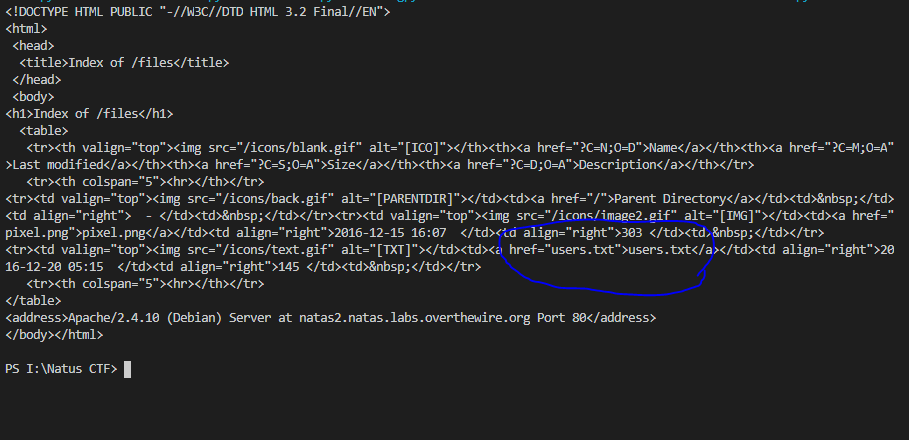 <!DOCTYPE HTML PUBLIC "-//W3C//DTD HTML 3.2 Final//EN">
<html>
 <head>
  <title>Index of /files</title>
 </head>
 <body>
<h1>Index of /files</h1>
  <table>
   <tr><th valign="top"><img src="/icons/blank.gif" alt="[ICO]"></th><th><a href="?C=N;O=D">Name</a></th><th><a href="?C=M;O=A"
>Last modified</a></th><th><a href="?C=S;O=A">Size</a></th><th><a href="?C=D;O=A">Description</a></th></tr>
   <tr><th colspan="5"><hr></th></tr>
<tr><td valign="top"><img src="/icons/back.gif" alt="[PARENTDIR]"></td><td><a href="/">Parent Directory</a></td><td>&nbsp;</td>
<td align="right">  - </td><td>&nbsp;</td></tr><tr><td valign="top"><img src="/icons/image2.gif" alt="[IMG]"></td><td><a href="
pixel.png">pixel.png</a></td><td align="right">2016-12-15 16:07  </td><td align="right">303 </td><td>&nbsp;</td></tr>
<tr><td valign="top"><img src="/icons/text.gif" alt="[TXT]"></td><td><a href="users.txt">users.txt</a></td><td align="right">20
16-12-20 05:15  </td><td align="right">145 </td><td>&nbsp;</td></tr>
   <tr><th colspan="5"><hr></th></tr>
</table>
<address>Apache/2.4.10 (Debian) Server at natas2.natas.labs.overthewire.org Port 80</address>
</body></html>
PS I:\Natus CTF>